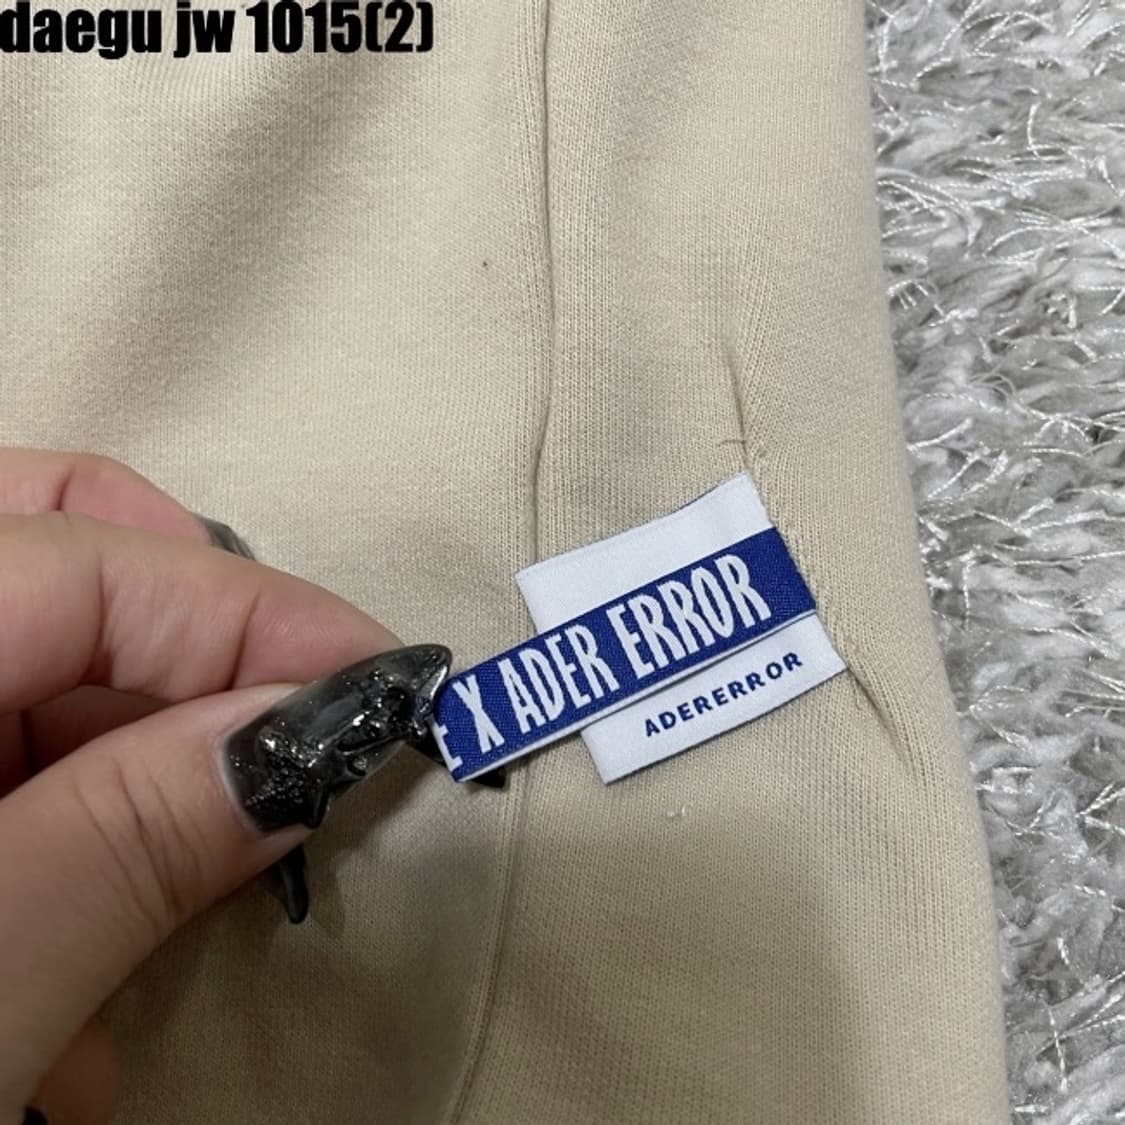 daegu jw 1015(2)
E X ADER ERROR
ADERERROR